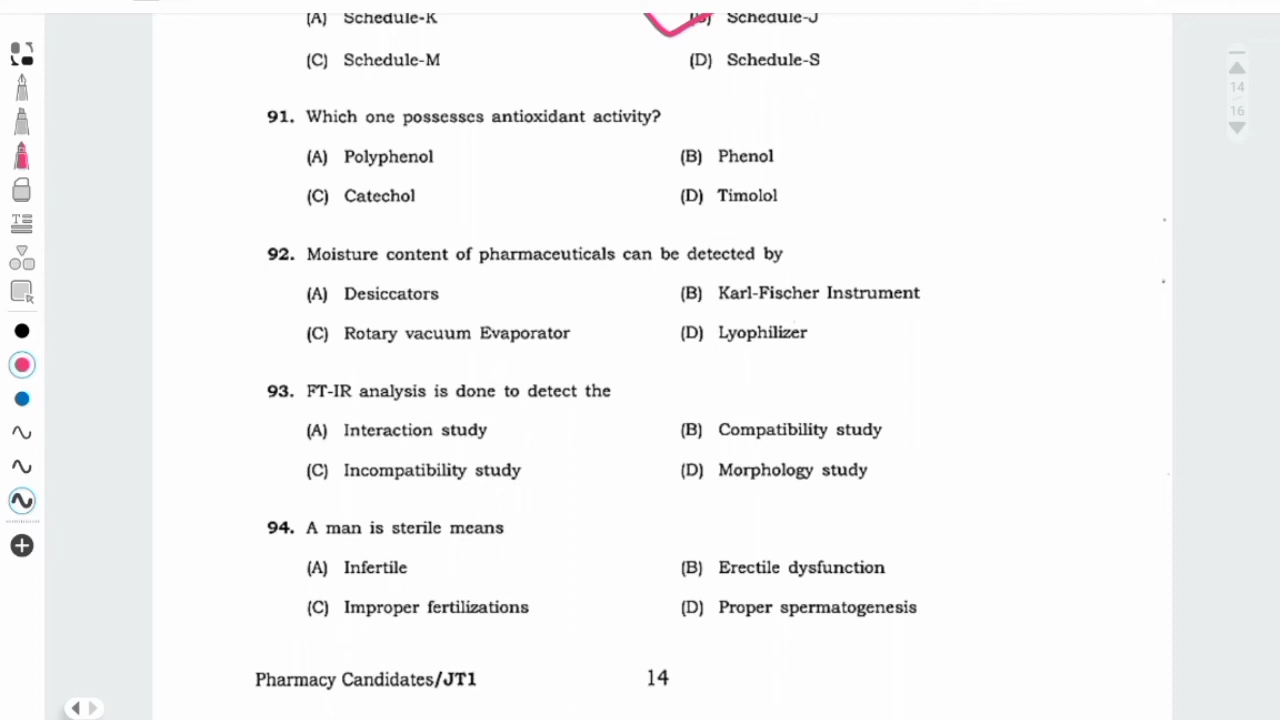 (A) Schedule-K (B) Schedule-J
(C) Schedule-M (D) Schedule-S
91. Which one possesses antioxidant activity?
(A) Polyphenol (B) Phenol
(C) Catechol (D) Timolol
92. Moisture content of pharmaceuticals can be detected by
(A) Desiccators (B) Karl-Fischer Instrument
(C) Rotary vacuum Evaporator (D) Lyophilizer
93. FT-IR analysis is done to detect the
(A) Interaction study (B) Compatibility study
(C) Incompatibility study (D) Morphology study
94. A man is sterile means
(A) Infertile (B) Erectile dysfunction
(C) Improper fertilizations (D) Proper spermatogenesis
Pharmacy Candidates/JT1 14
14
16